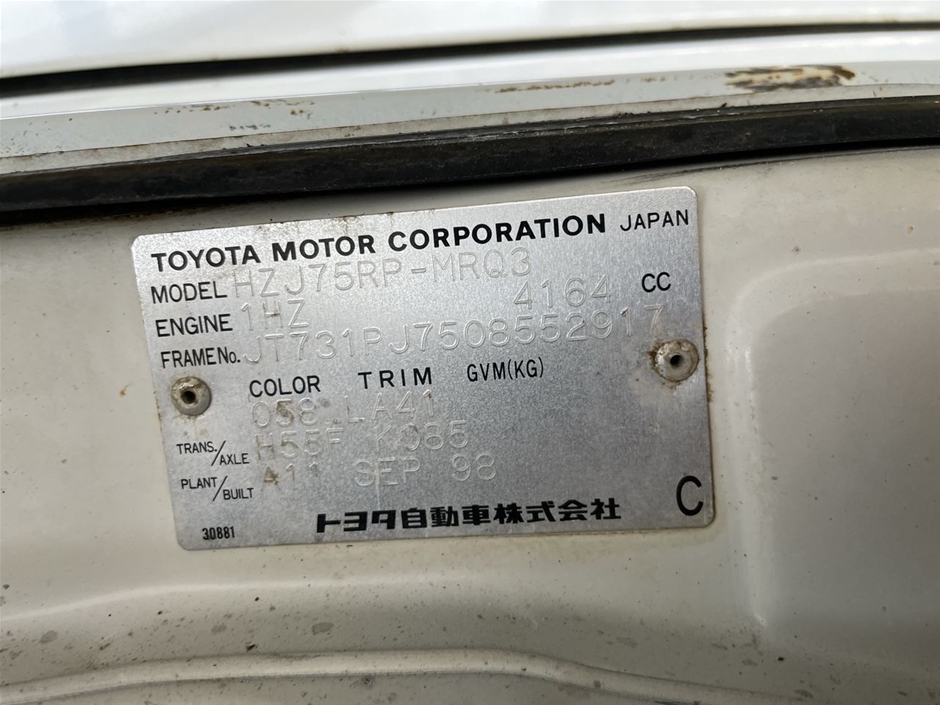 TOYOTA MOTOR CORPORATION JAPAN
MODEL HZJ75RP-MRQ3
ENGINE 1HZ 4164 CC
FRAME No. JT731PJ7508552917
COLOR TRIM GVM(KG)
058 LA41
TRANS./AXLE H55F K085
PLANT/BUILT A11 SEP 98
トヨタ自動車株式会社 C
30881